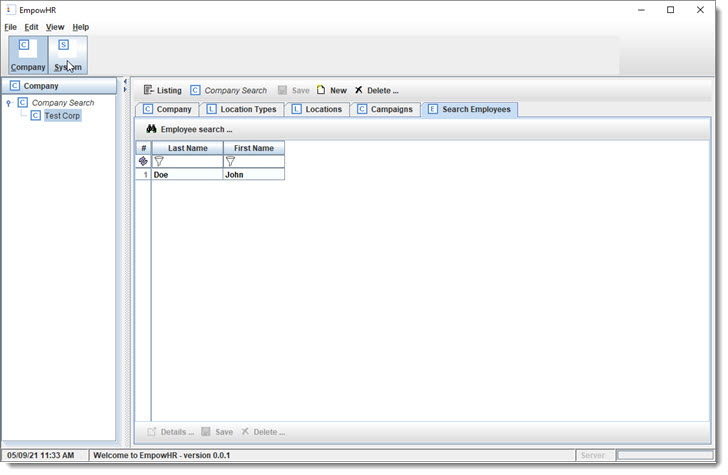 EmpowHR
File Edit View Help
C S
Company System
C Company
C Company Search
C Test Corp
Listing C Company Search Save New Delete ...
C Company L Location Types L Locations C Campaigns E Search Employees
Employee search ...
# Last Name First Name
1 Doe John
Details ... Save Delete ...
05/09/21 11:33 AM Welcome to EmpowHR - version 0.0.1 Server